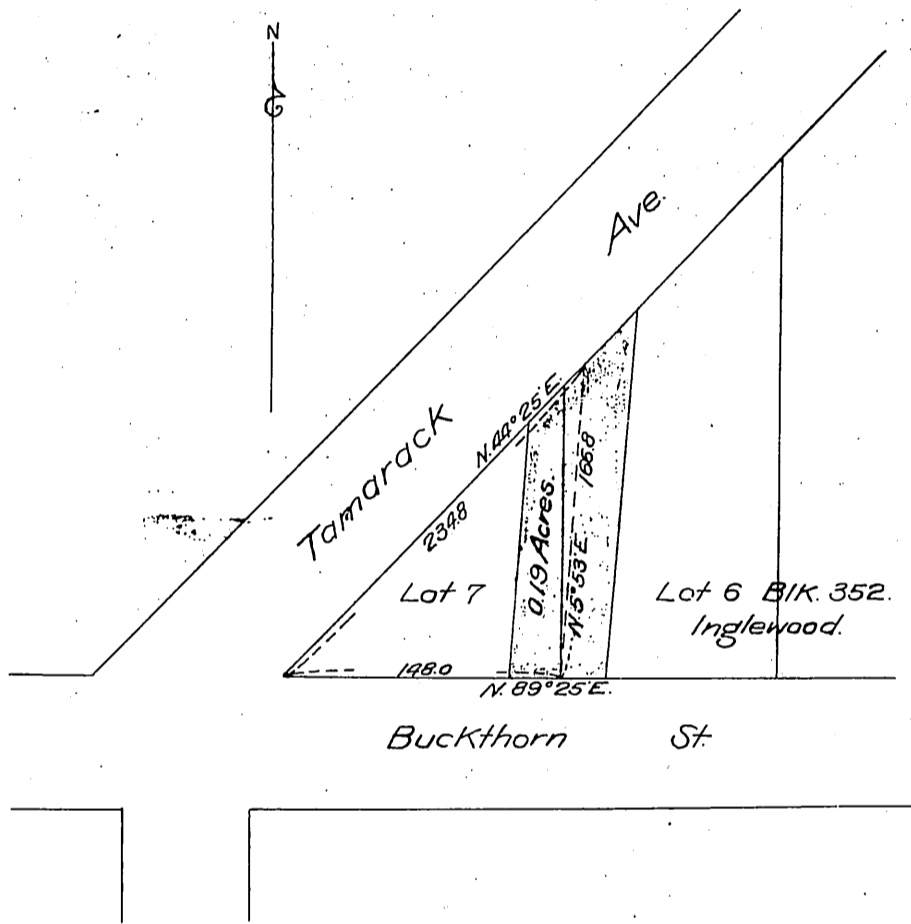 N
Ave.
Tamarack
N.44°25'E.
234.8
166.8
0.19 Acres.
N.5°53'E.
Lot 7
Lot 6 Blk. 352.
Inglewood.
148.0
N.89°25'E.
Buckthorn St.